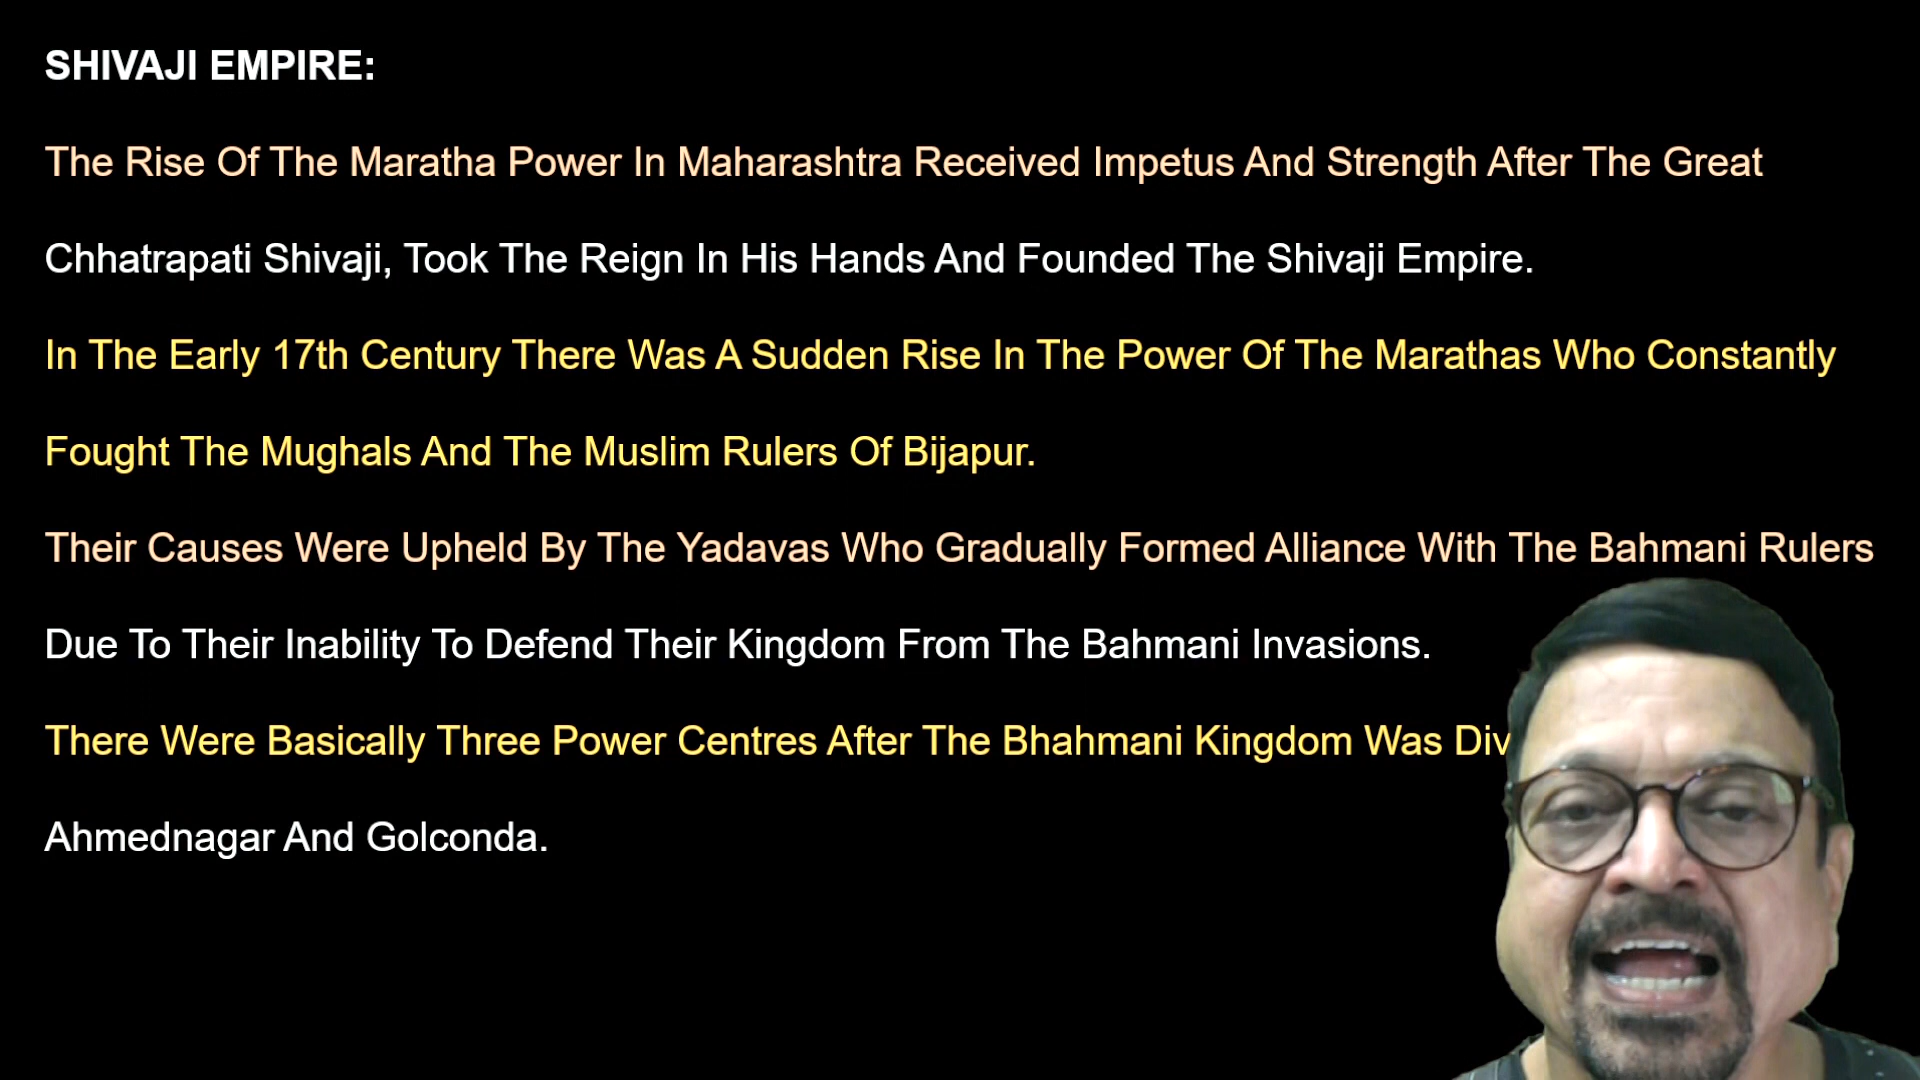 SHIVAJI EMPIRE:
The Rise Of The Maratha Power In Maharashtra Received Impetus And Strength After The Great
Chhatrapati Shivaji, Took The Reign In His Hands And Founded The Shivaji Empire.
In The Early 17th Century There Was A Sudden Rise In The Power Of The Marathas Who Constantly
Fought The Mughals And The Muslim Rulers Of Bijapur.
Their Causes Were Upheld By The Yadavas Who Gradually Formed Alliance With The Bahmani Rulers
Due To Their Inability To Defend Their Kingdom From The Bahmani Invasions.
There Were Basically Three Power Centres After The Bhahmani Kingdom Was
Ahmednagar And Golconda.